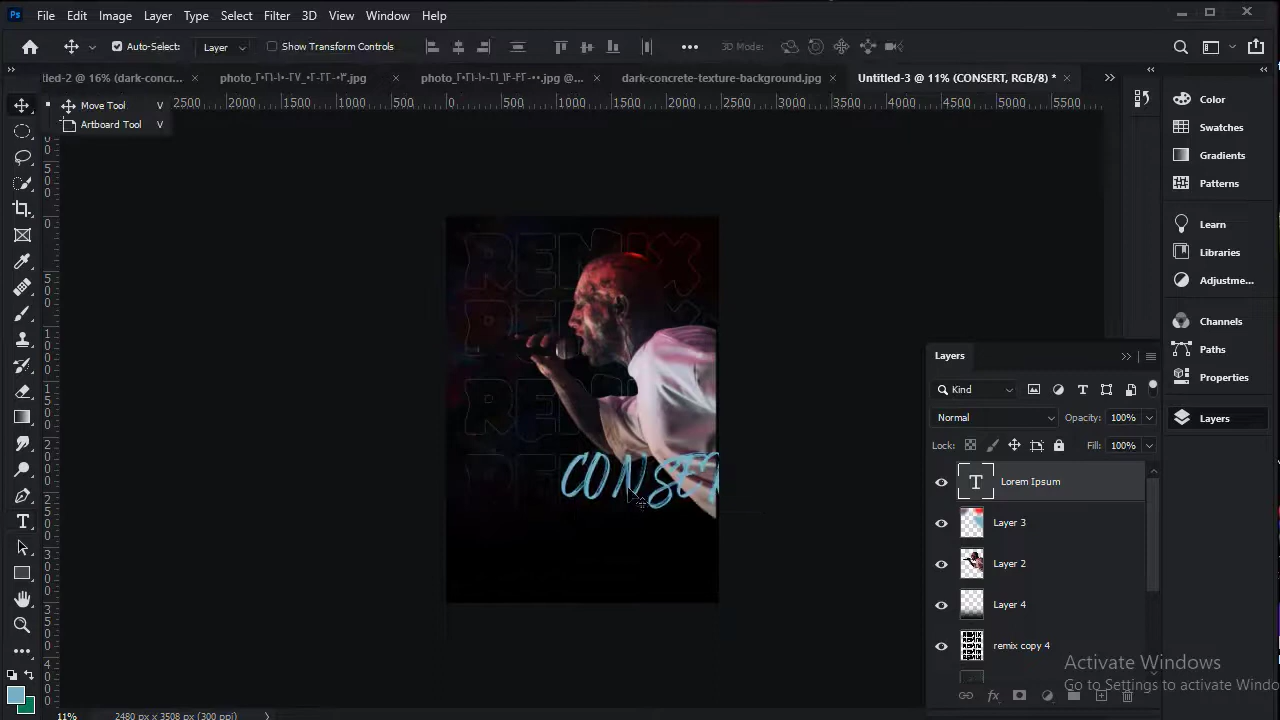 Ps File Edit Image Layer Type Select Filter 3D View Window Help
Auto-Select: Layer Show Transform Controls 3D Mode:
tled-2 @ 16% (dark-concr... dark-concrete-texture-background.jpg Untitled-3 @ 11% (CONSERT, RGB/8) *
2500 2000 1500 1000 500 0 500 1000 1500 2000 2500 3000 3500 4000 4500 5000 5500
Move Tool V
Artboard Tool V
Color
Swatches
Gradients
Patterns
Learn
Libraries
Adjustme...
Channels
Paths
Properties
Layers
REMIX
REMI
CONSE
Layers
Kind
Normal Opacity: 100%
Lock: Fill: 100%
T Lorem Ipsum
Layer 3
Layer 2
Layer 4
remix copy 4
Activate Windows
Go to Settings to activate Windo
11% 2480 px x 3508 px (300 ppi)